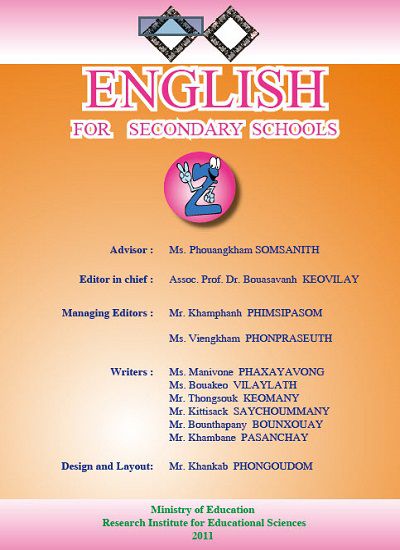 ENGLISH
FOR SECONDARY SCHOOLS
2
Advisor : Ms. Phouangkham SOMSANITH
Editor in chief : Assoc. Prof. Dr. Bouasavanh KEOVILAY
Managing Editors : Mr. Khamphanh PHIMSIPASOM
Ms. Viengkham PHONPRASEUTH
Writers : Ms. Manivone PHAXAYAVONG
Ms. Bouakeo VILAYLATH
Mr. Thongsouk KEOMANY
Mr. Kittisack SAYCHOUMMANY
Mr. Bounthapany BOUNXOUAY
Mr. Khambane PASANCHAY
Design and Layout: Mr. Khankab PHONGOUDOM
Ministry of Education
Research Institute for Educational Sciences
2011